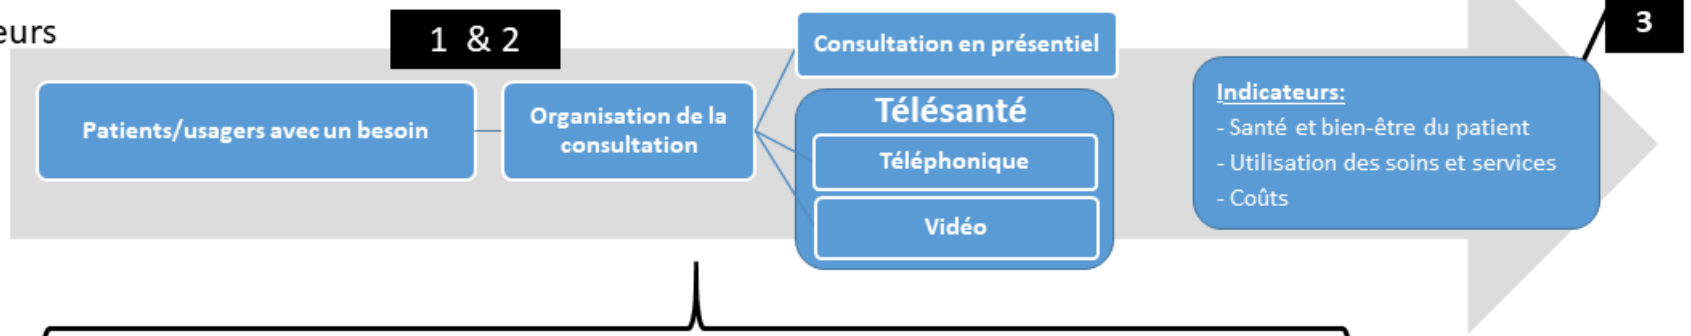 eurs
1 & 2
3
Patients/usagers avec un besoin
Organisation de la
consultation
Consultation en présentiel
Télésanté
Téléphonique
Vidéo
Indicateurs:
- Santé et bien-être du patient
- Utilisation des soins et services
- Coûts